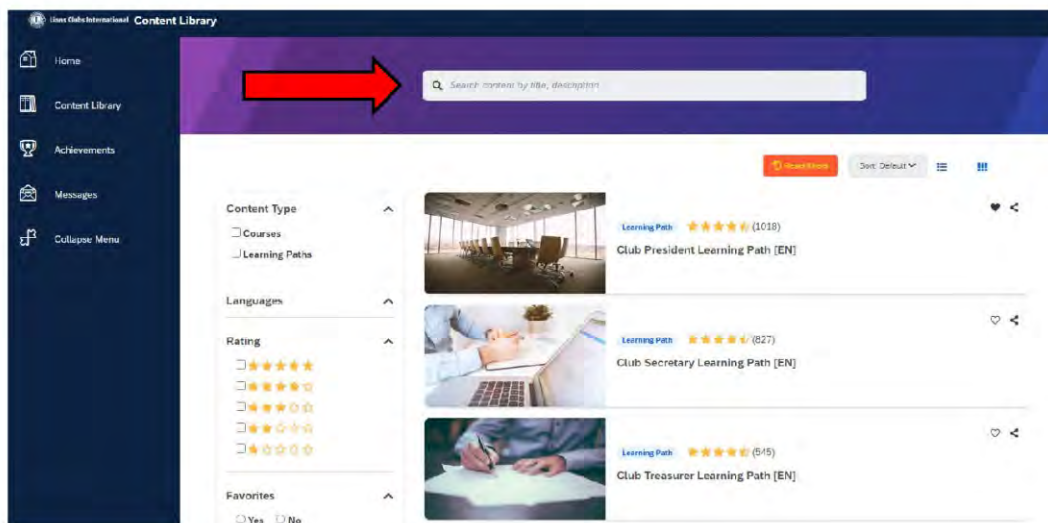 Lions Clubs International Content Library
Home
Content Library
Achievements
Messages
Collapse Menu
Search content by title, description
Reset Filters
Sort: Default
Content Type
Courses
Learning Paths
Languages
Rating
Favorites
Yes No
Learning Path (1018)
Club President Learning Path [EN]
Learning Path (827)
Club Secretary Learning Path [EN]
Learning Path (545)
Club Treasurer Learning Path [EN]